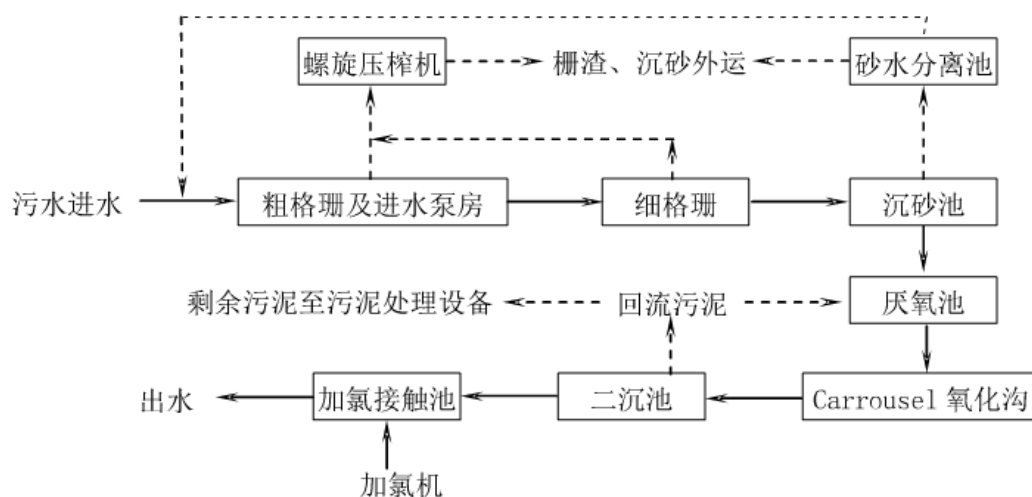 螺旋压榨机
栅渣、沉砂外运
砂水分离池
污水进水
粗格珊及进水泵房
细格珊
沉砂池
剩余污泥至污泥处理设备
回流污泥
厌氧池
出水
加氯接触池
二沉池
Carrousel 氧化沟
加氯机